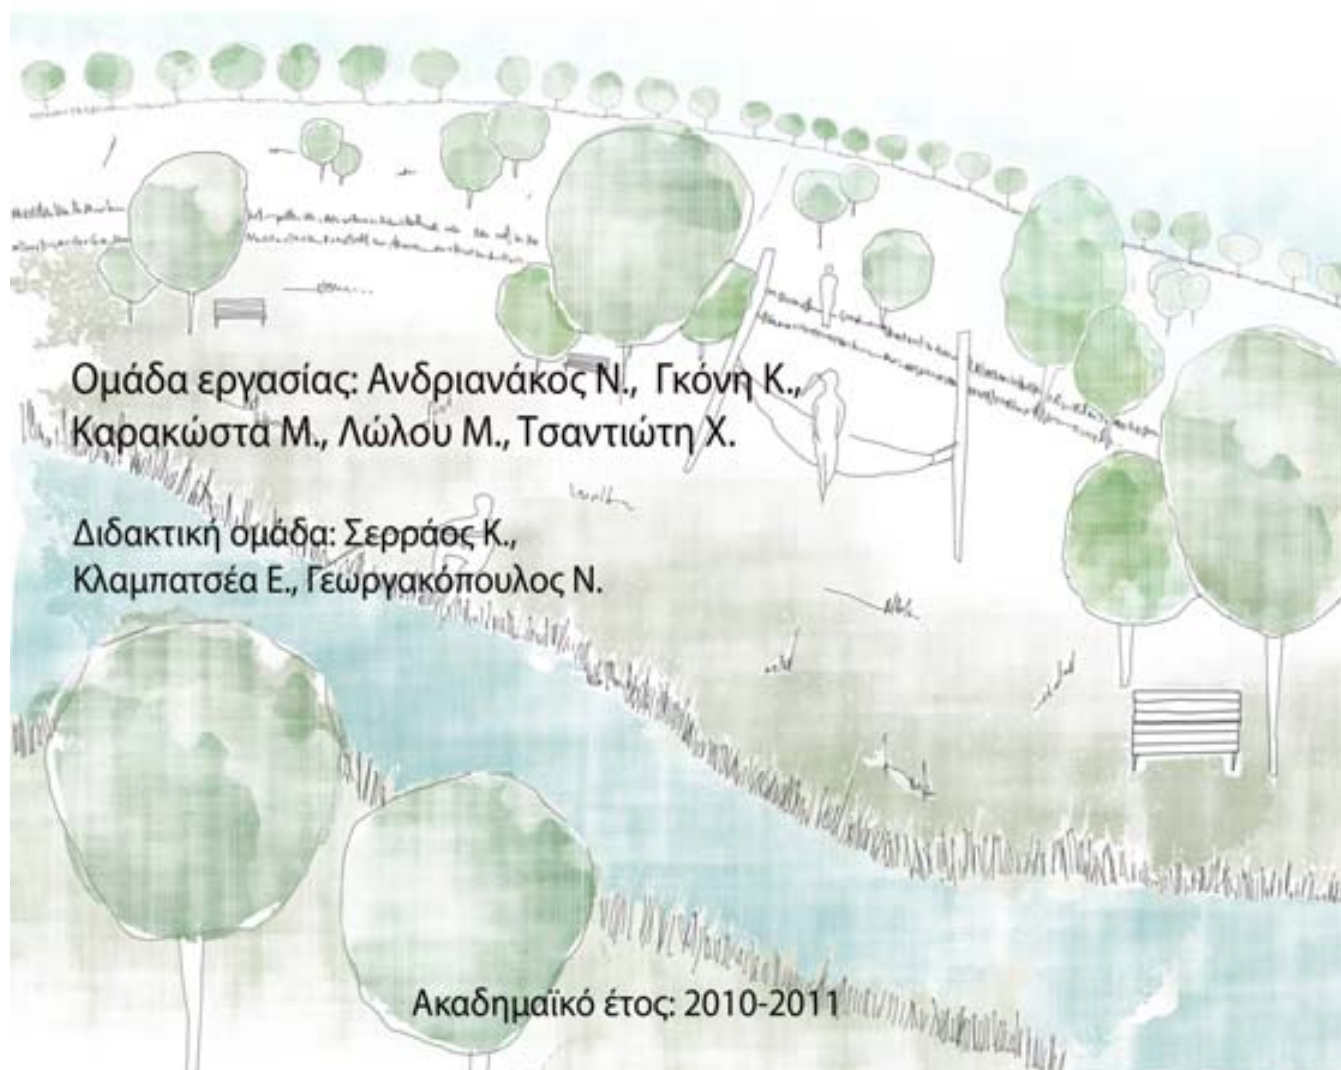 Ομάδα εργασίας: Ανδριανάκος Ν., Γκόνη Κ.,
Καρακώστα Μ., Λώλου Μ., Τσαντιώτη Χ.
Διδακτική ομάδα: Σερράος Κ.,
Κλαμπατσέα Ε., Γεωργακόπουλος Ν.
Ακαδημαϊκό έτος: 2010-2011